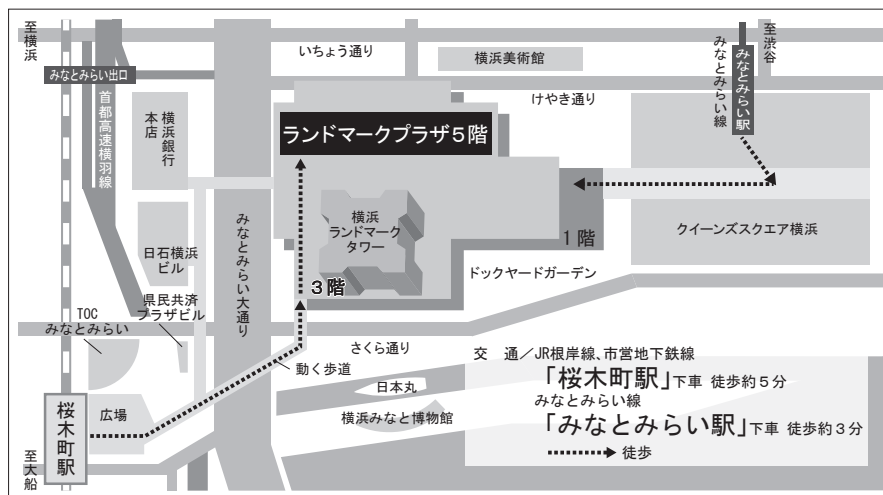 至横浜
いちょう通り
横浜美術館
みなとみらい線
みなとみらい駅
至渋谷
みなとみらい出口
首都高速横羽線
横浜銀行
本店
けやき通り
ランドマークプラザ5階
横浜
ランドマーク
タワー
1階
クイーンズスクエア横浜
日石横浜
ビル
みなとみらい大通り
ドックヤードガーデン
3階
TOC
みなとみらい
県民共済
プラザビル
さくら通り
動く歩道
広場
桜木町駅
至大船
日本丸
横浜みなと博物館
交 通/JR根岸線、市営地下鉄線
「桜木町駅」下車 徒歩約5分
みなとみらい線
「みなとみらい駅」下車 徒歩約3分
徒歩